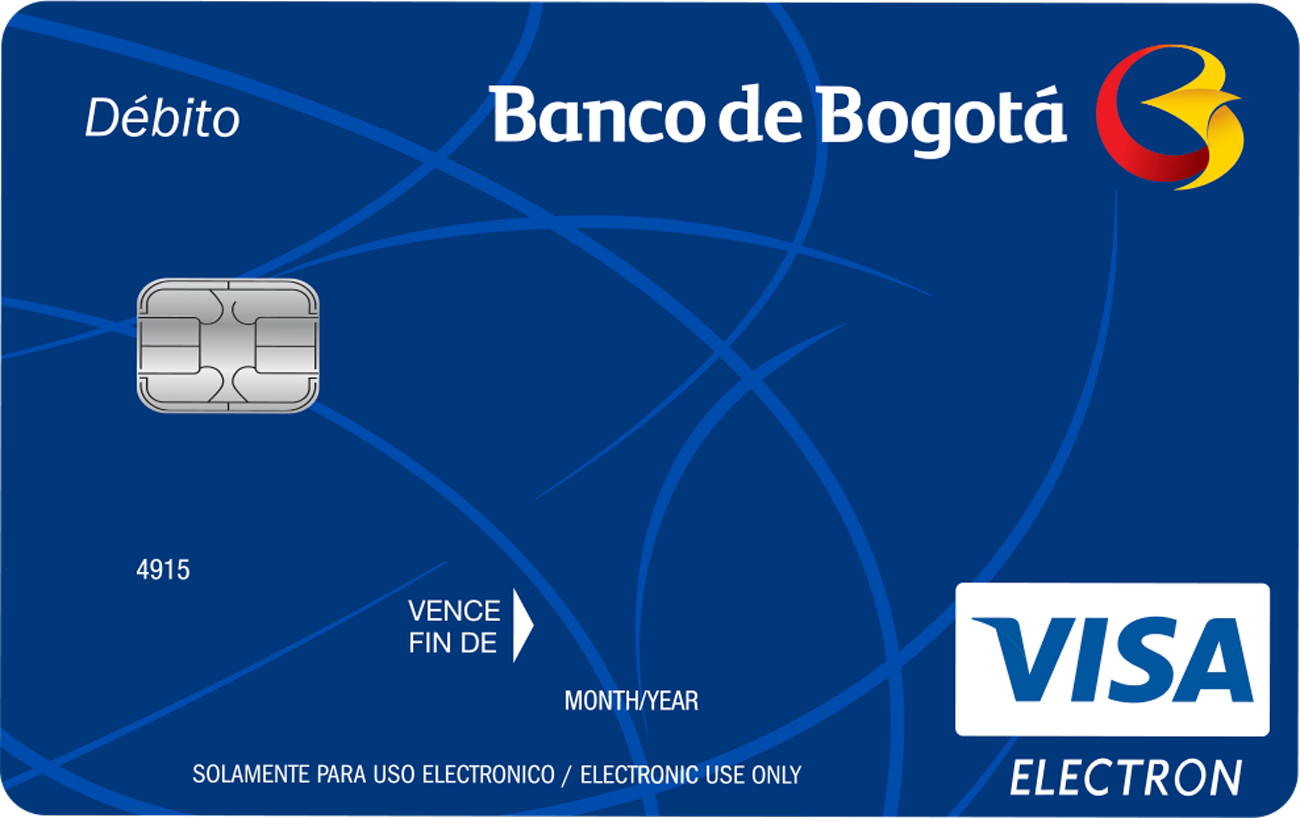 Débito
Banco de Bogotá
4915
VENCE
FIN DE
MONTH/YEAR
SOLAMENTE PARA USO ELECTRONICO / ELECTRONIC USE ONLY
VISA
ELECTRON